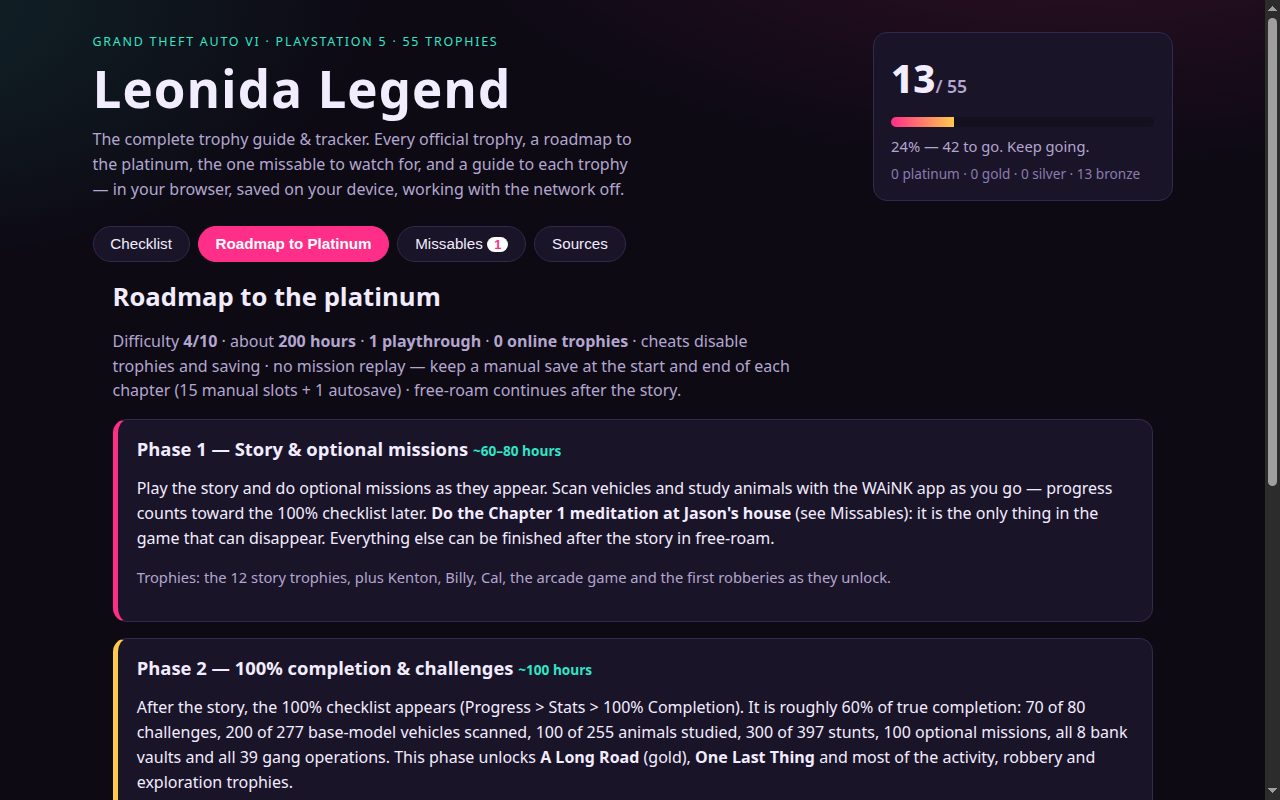 GRAND THEFT AUTO VI · PLAYSTATION 5 · 55 TROPHIES
Leonida Legend
The complete trophy guide & tracker. Every official trophy, a roadmap to
the platinum, the one missable to watch for, and a guide to each trophy
— in your browser, saved on your device, working with the network off.
13/ 55
24% — 42 to go. Keep going.
0 platinum · 0 gold · 0 silver · 13 bronze
Checklist
Roadmap to Platinum
Missables 1
Sources
Roadmap to the platinum
Difficulty 4/10 · about 200 hours · 1 playthrough · 0 online trophies · cheats disable
trophies and saving · no mission replay — keep a manual save at the start and end of each
chapter (15 manual slots + 1 autosave) · free-roam continues after the story.
Phase 1 — Story & optional missions ~60–80 hours
Play the story and do optional missions as they appear. Scan vehicles and study animals with the WAiNK app as you go — progress
counts toward the 100% checklist later. Do the Chapter 1 meditation at Jason's house (see Missables): it is the only thing in the
game that can disappear. Everything else can be finished after the story in free-roam.
Trophies: the 12 story trophies, plus Kenton, Billy, Cal, the arcade game and the first robberies as they unlock.
Phase 2 — 100% completion & challenges ~100 hours
After the story, the 100% checklist appears (Progress > Stats > 100% Completion). It is roughly 60% of true completion: 70 of 80
challenges, 200 of 277 base-model vehicles scanned, 100 of 255 animals studied, 300 of 397 stunts, 100 optional missions, all 8 bank
vaults and all 39 gang operations. This phase unlocks A Long Road (gold), One Last Thing and most of the activity, robbery and
exploration trophies.